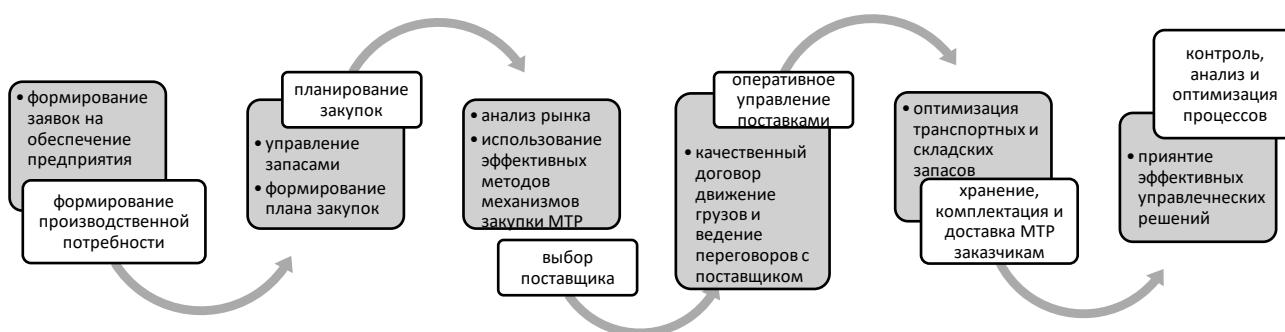 • формирование
заявок на
обеспечение
предприятия
формирование
производственной
потребности
планирование
закупок
• управление
запасами
• формирование
плана закупок
• анализ рынка
• использование
эффективных
методов
механизмов
закупки МТР
выбор
поставщика
оперативное
управление
поставками
• качественный
договор
движение
грузов и
ведение
переговоров с
поставщиком
• оптимизация
транспортных и
складских
запасов
хранение,
комплектация и
доставка МТР
заказчикам
контроль,
анализ и
оптимизация
процессов
• приянтие
эффективных
управлечнеских
решений